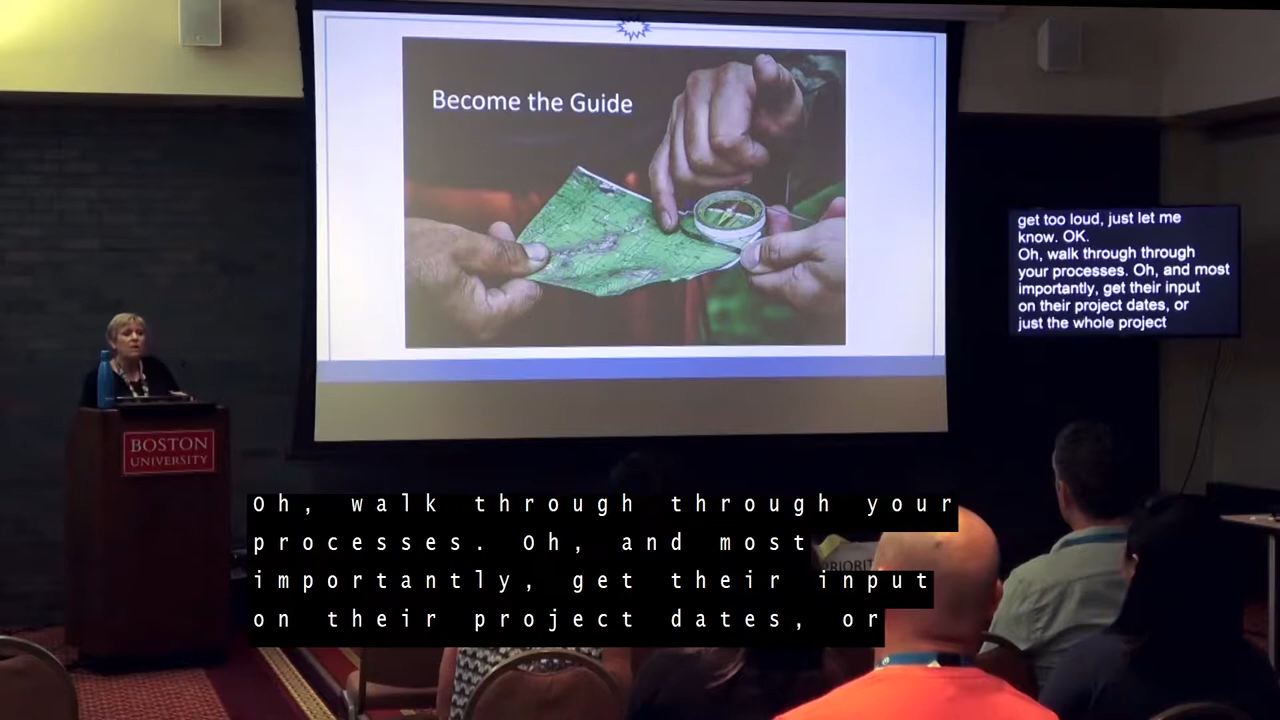 Become the Guide
get too loud, just let me
know. OK.
Oh, walk through through
your processes. Oh, and most
importantly, get their input
on their project dates, or
just the whole project
BOSTON
UNIVERSITY
Oh, walk through through your
processes. Oh, and most
importantly, get their input
on their project dates, or
PRIORIT